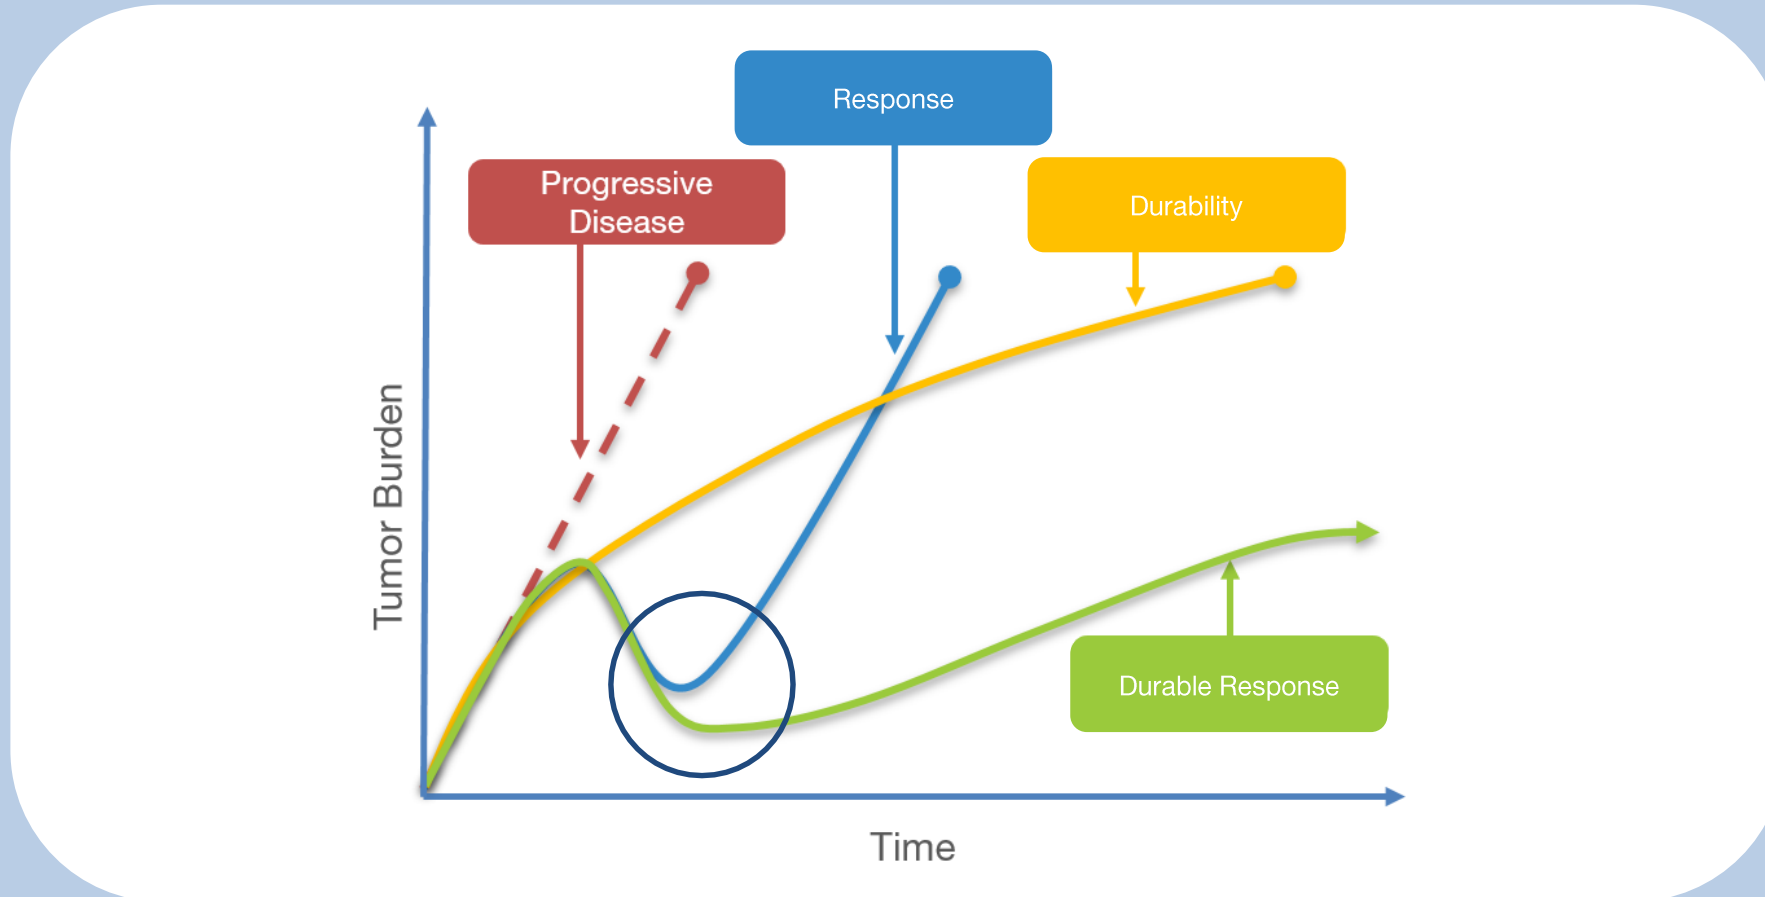 Response
Progressive
Disease
Durability
Tumor Burden
Durable Response
Time